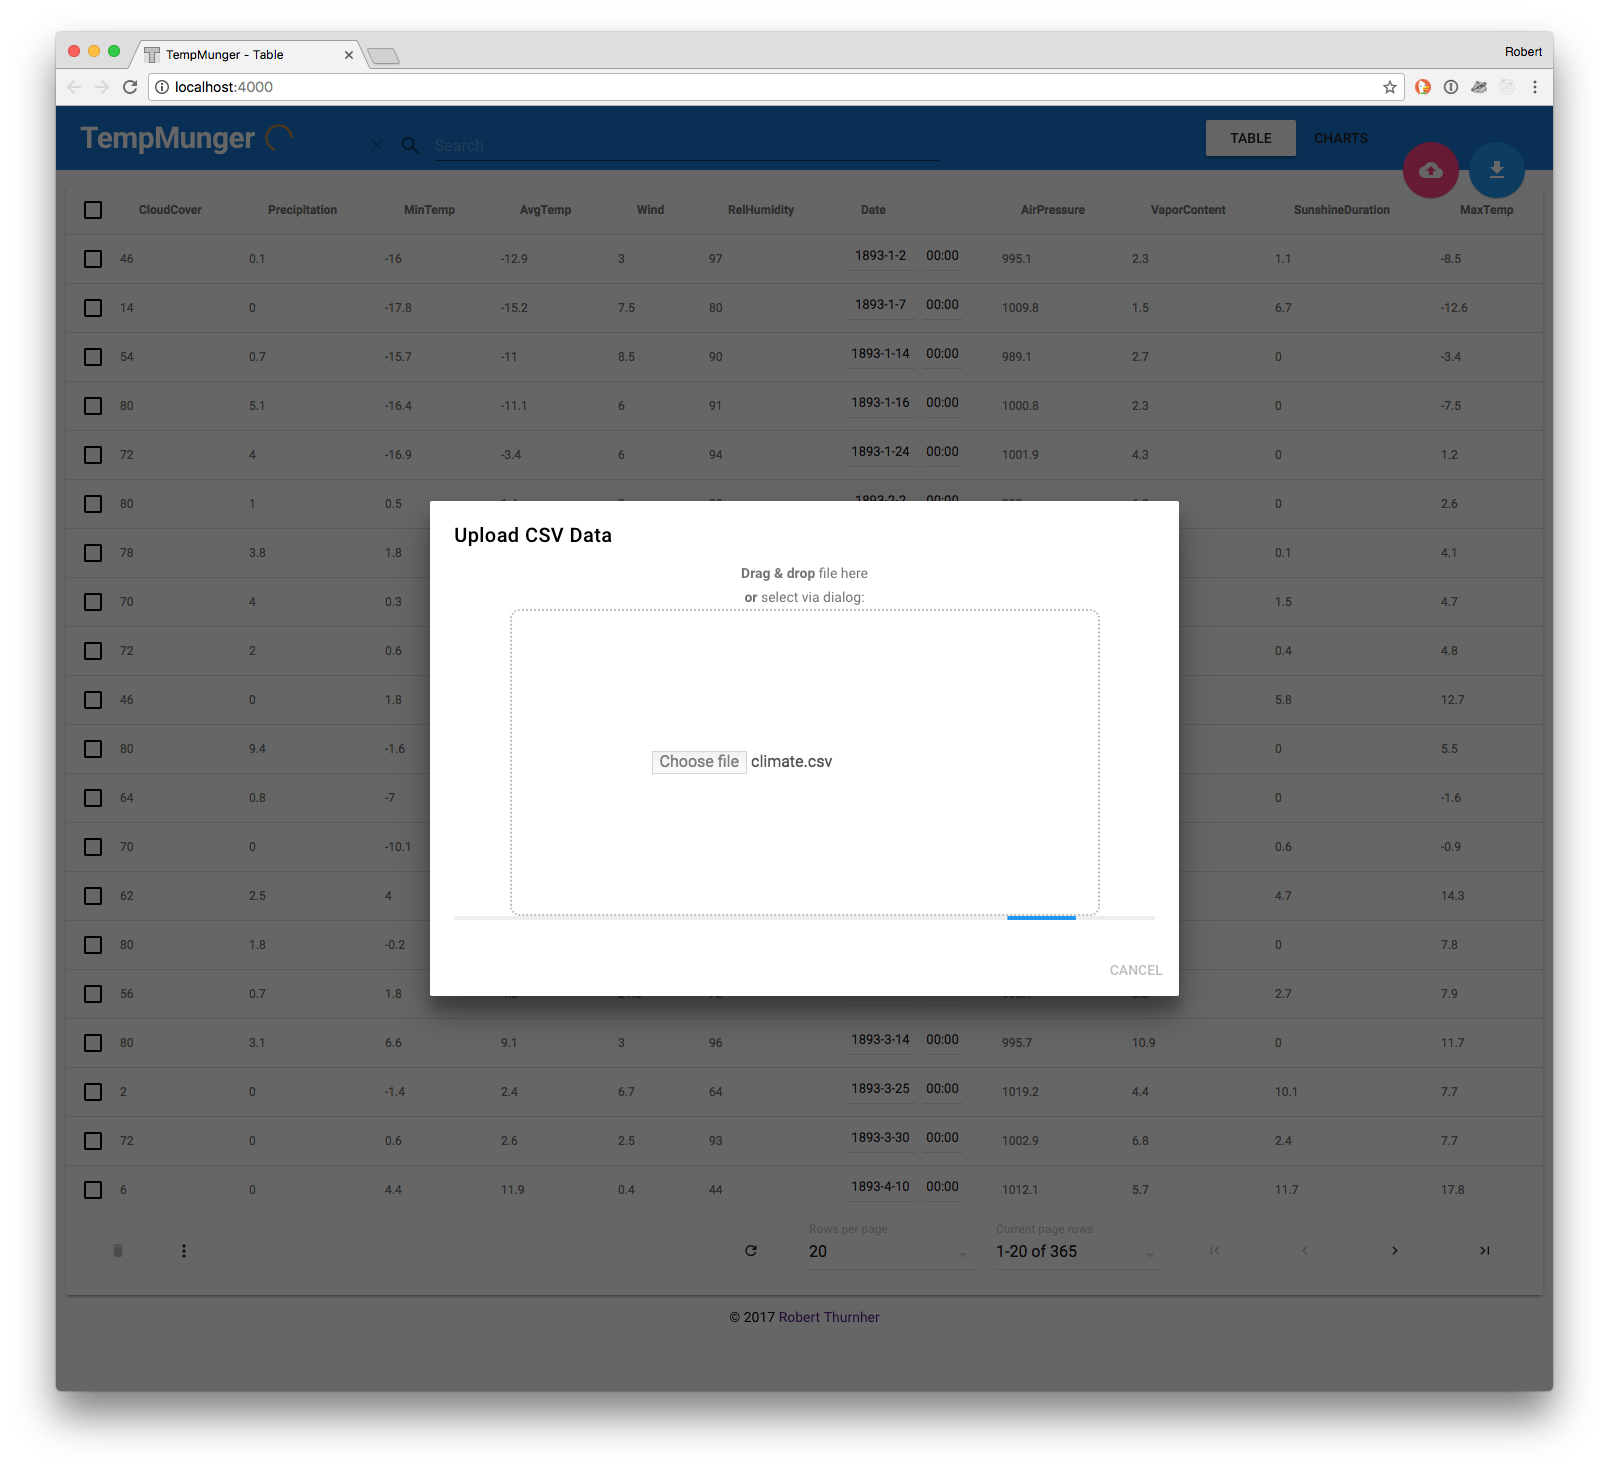 TempMunger - Table
Robert
localhost:4000
TempMunger
Search
TABLE
CHARTS
CloudCover Precipitation MinTemp AvgTemp Wind RelHumidity Date AirPressure VaporContent SunshineDuration MaxTemp
46 0.1 -16 -12.9 3 97 1893-1-2 00:00 995.1 2.3 1.1 -8.5
14 0 -17.8 -15.2 7.5 80 1893-1-7 00:00 1009.8 1.5 6.7 -12.6
54 0.7 -15.7 -11 8.5 90 1893-1-14 00:00 989.1 2.7 0 -3.4
80 5.1 -16.4 -11.1 6 91 1893-1-16 00:00 1000.8 2.3 0 -7.5
72 4 -16.9 -3.4 6 94 1893-1-24 00:00 1001.9 4.3 0 1.2
80 1 0.5 1893-2-2 00:00 0 2.6
78 3.8 1.8 0.1 4.1
70 4 0.3 1.5 4.7
72 2 0.6 0.4 4.8
46 0 1.8 5.8 12.7
80 9.4 -1.6 0 5.5
64 0.8 -7 0 -1.6
70 0 -10.1 0.6 -0.9
62 2.5 4 4.7 14.3
80 1.8 -0.2 0 7.8
56 0.7 1.8 2.7 7.9
80 3.1 6.6 9.1 3 96 1893-3-14 00:00 995.7 10.9 0 11.7
2 0 -1.4 2.4 6.7 64 1893-3-25 00:00 1019.2 4.4 10.1 7.7
72 0 0.6 2.6 2.5 93 1893-3-30 00:00 1002.9 6.8 2.4 7.7
6 0 4.4 11.9 0.4 44 1893-4-10 00:00 1012.1 5.7 11.7 17.8
Upload CSV Data
Drag & drop file here
or select via dialog:
Choose file climate.csv
CANCEL
Rows per page
20
Current page rows
1-20 of 365
© 2017 Robert Thurnher